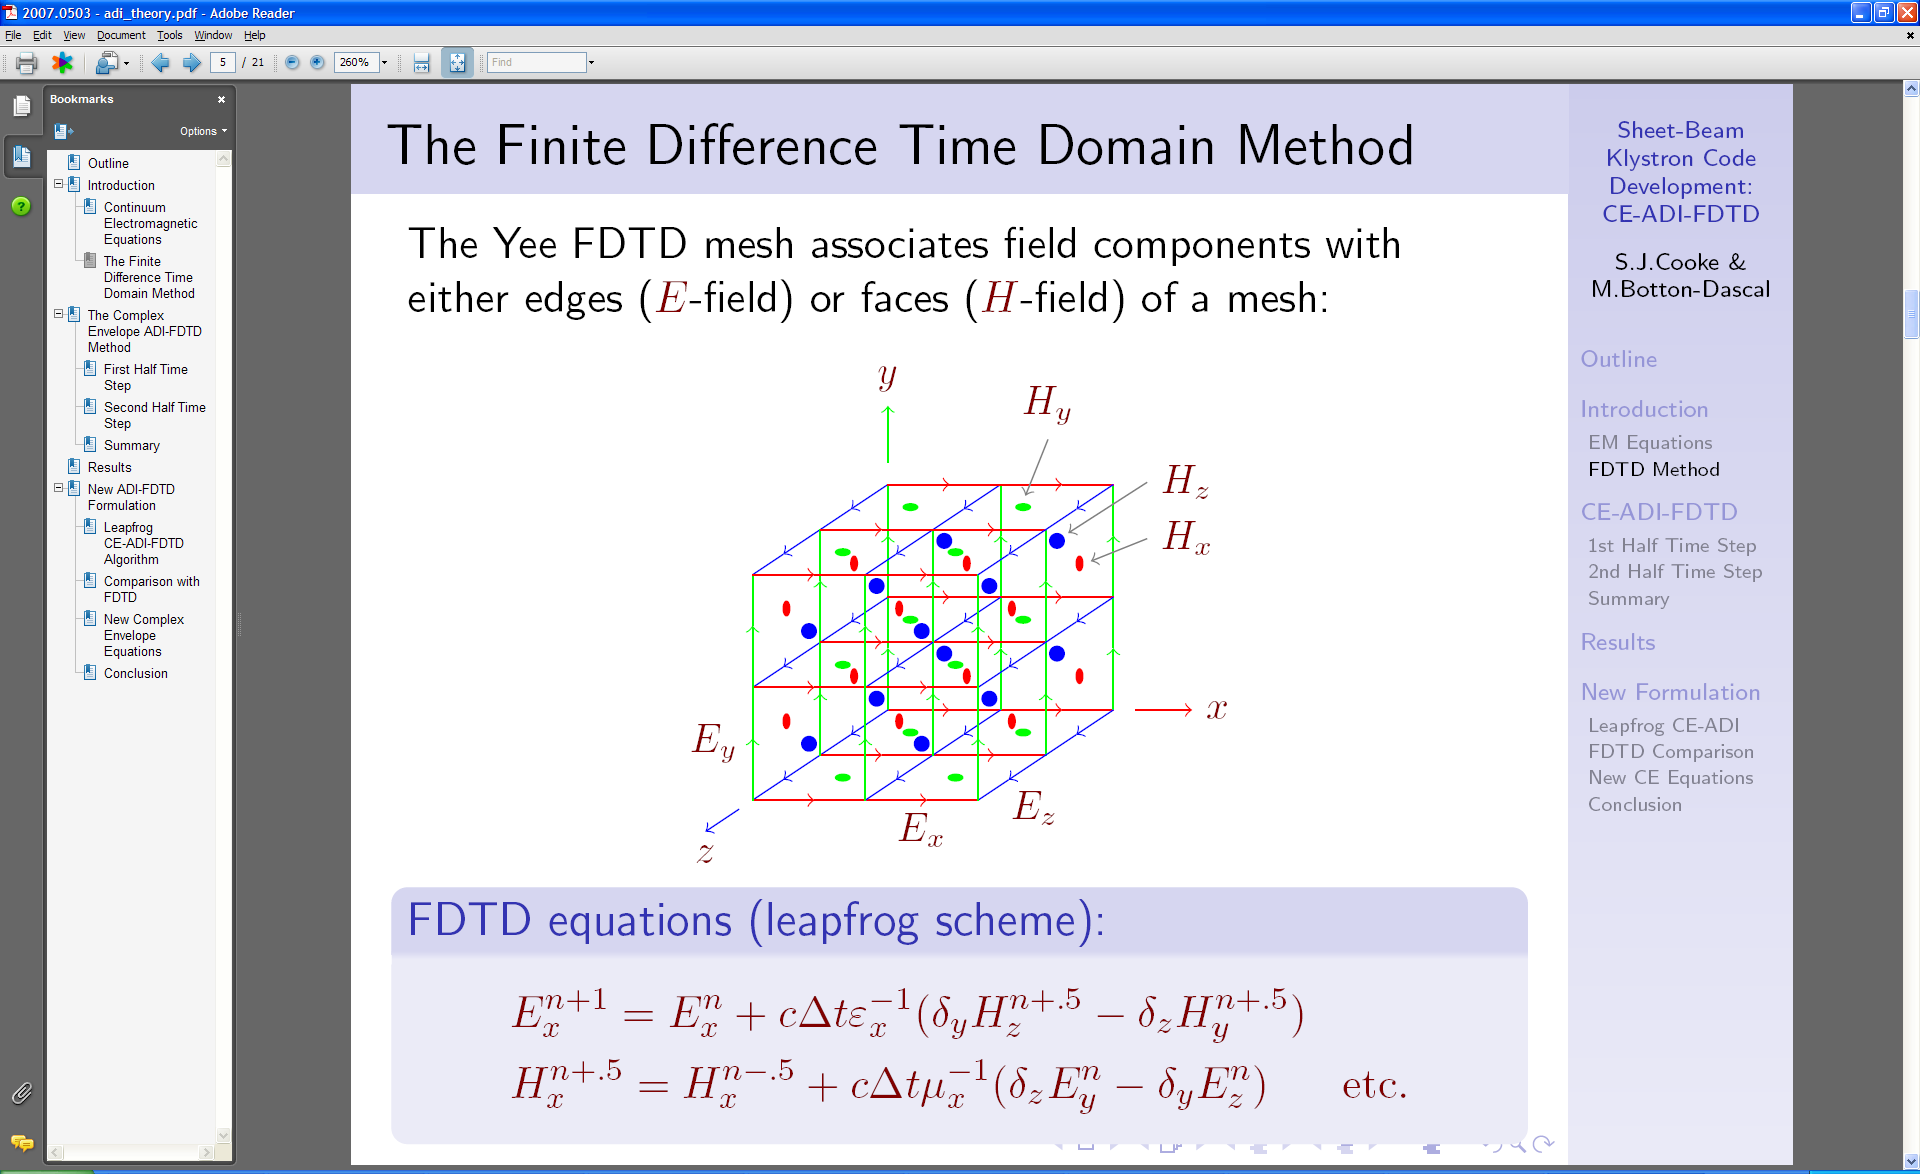 2007.0503 - adi_theory.pdf - Adobe Reader
File Edit View Document Tools Window Help
5 / 21 260% Find
Bookmarks
Options
Outline
Introduction
Continuum
Electromagnetic
Equations
The Finite
Difference Time
Domain Method
The Complex
Envelope ADI-FDTD
Method
First Half Time
Step
Second Half Time
Step
Summary
Results
New ADI-FDTD
Formulation
Leapfrog
CE-ADI-FDTD
Algorithm
Comparison with
FDTD
New Complex
Envelope
Equations
Conclusion
The Finite Difference Time Domain Method
The Yee FDTD mesh associates field components with
either edges (E-field) or faces (H-field) of a mesh:
y
H_y
H_z
H_x
x
E_y
E_z
E_x
z
FDTD equations (leapfrog scheme):
E_x^{n+1} = E_x^n + cΔtε_x^{-1}(δ_y H_z^{n+.5} − δ_z H_y^{n+.5})
H_x^{n+.5} = H_x^{n-.5} + cΔtμ_x^{-1}(δ_z E_y^n − δ_y E_z^n) etc.
Sheet-Beam
Klystron Code
Development:
CE-ADI-FDTD
S.J.Cooke &
M.Botton-Dascal
Outline
Introduction
EM Equations
FDTD Method
CE-ADI-FDTD
1st Half Time Step
2nd Half Time Step
Summary
Results
New Formulation
Leapfrog CE-ADI
FDTD Comparison
New CE Equations
Conclusion